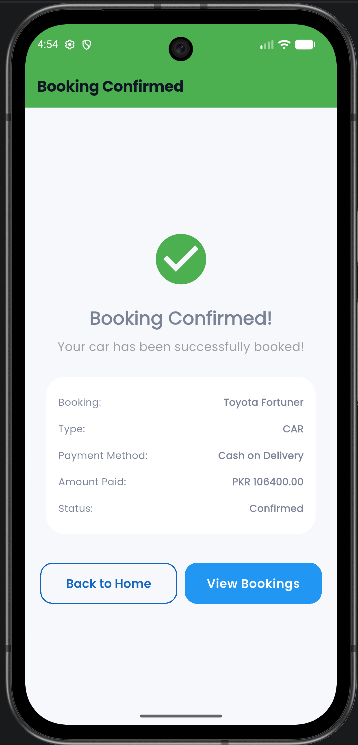 4:54
Booking Confirmed
Booking Confirmed!
Your car has been successfully booked!
Booking: Toyota Fortuner
Type: CAR
Payment Method: Cash on Delivery
Amount Paid: PKR 106400.00
Status: Confirmed
Back to Home View Bookings